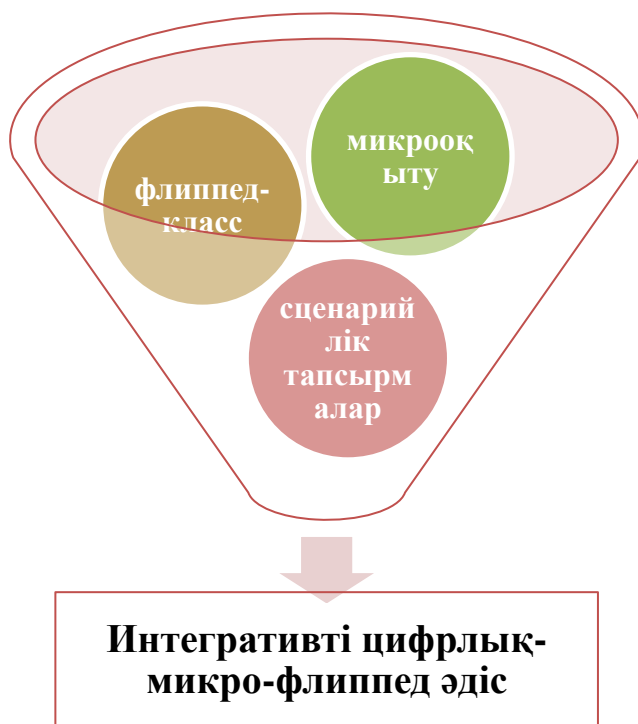 флиппед-
класс
микрооқ
ыту
сценарий
лік
тапсырм
алар
Интегративті цифрлық-
микро-флиппед әдіс